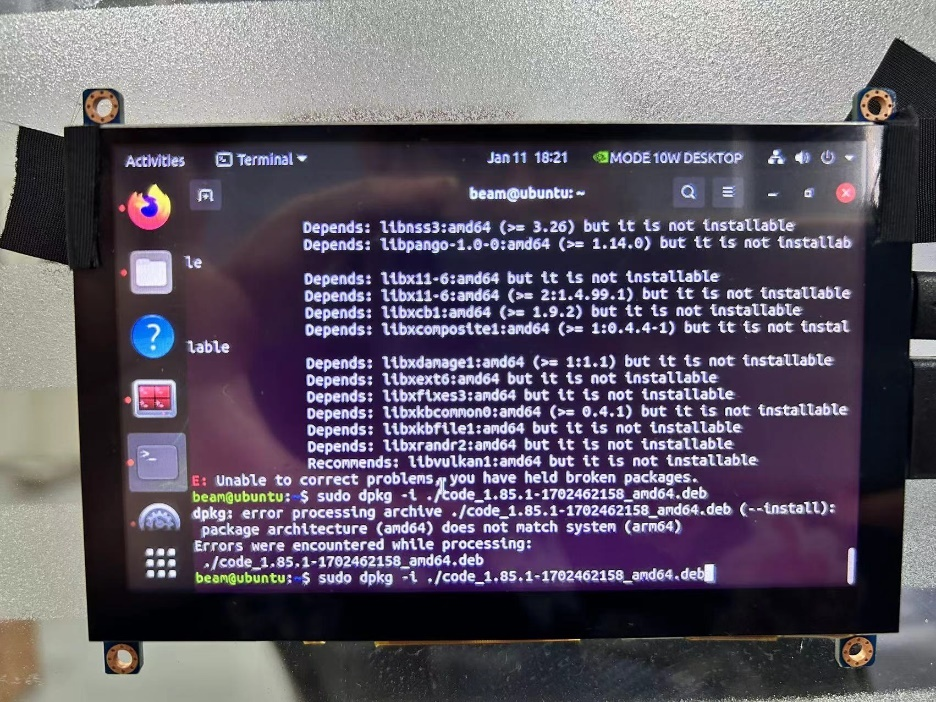 Activities Terminal Jan 11 18:21 MODE 10W DESKTOP
beam@ubuntu: ~
Depends: libnss3:amd64 (>= 3.26) but it is not installable
Depends: libpango-1.0-0:amd64 (>= 1.14.0) but it is not installab
le
Depends: libx11-6:amd64 but it is not installable
Depends: libx11-6:amd64 (>= 2:1.4.99.1) but it is not installable
Depends: libxcb1:amd64 (>= 1.9.2) but it is not installable
Depends: libxcomposite1:amd64 (>= 1:0.4.4-1) but it is not instal
lable
Depends: libxdamage1:amd64 (>= 1:1.1) but it is not installable
Depends: libxext6:amd64 but it is not installable
Depends: libxfixes3:amd64 but it is not installable
Depends: libxkbcommon0:amd64 (>= 0.4.1) but it is not installable
Depends: libxkbfile1:amd64 but it is not installable
Depends: libxrandr2:amd64 but it is not installable
Recommends: libvulkan1:amd64 but it is not installable
E: Unable to correct problems, you have held broken packages.
beam@ubuntu:~$ sudo dpkg -i ./code_1.85.1-1702462158_amd64.deb
dpkg: error processing archive ./code_1.85.1-1702462158_amd64.deb (--install):
package architecture (amd64) does not match system (arm64)
Errors were encountered while processing:
./code_1.85.1-1702462158_amd64.deb
beam@ubuntu:~$ sudo dpkg -i ./code_1.85.1-1702462158_amd64.deb